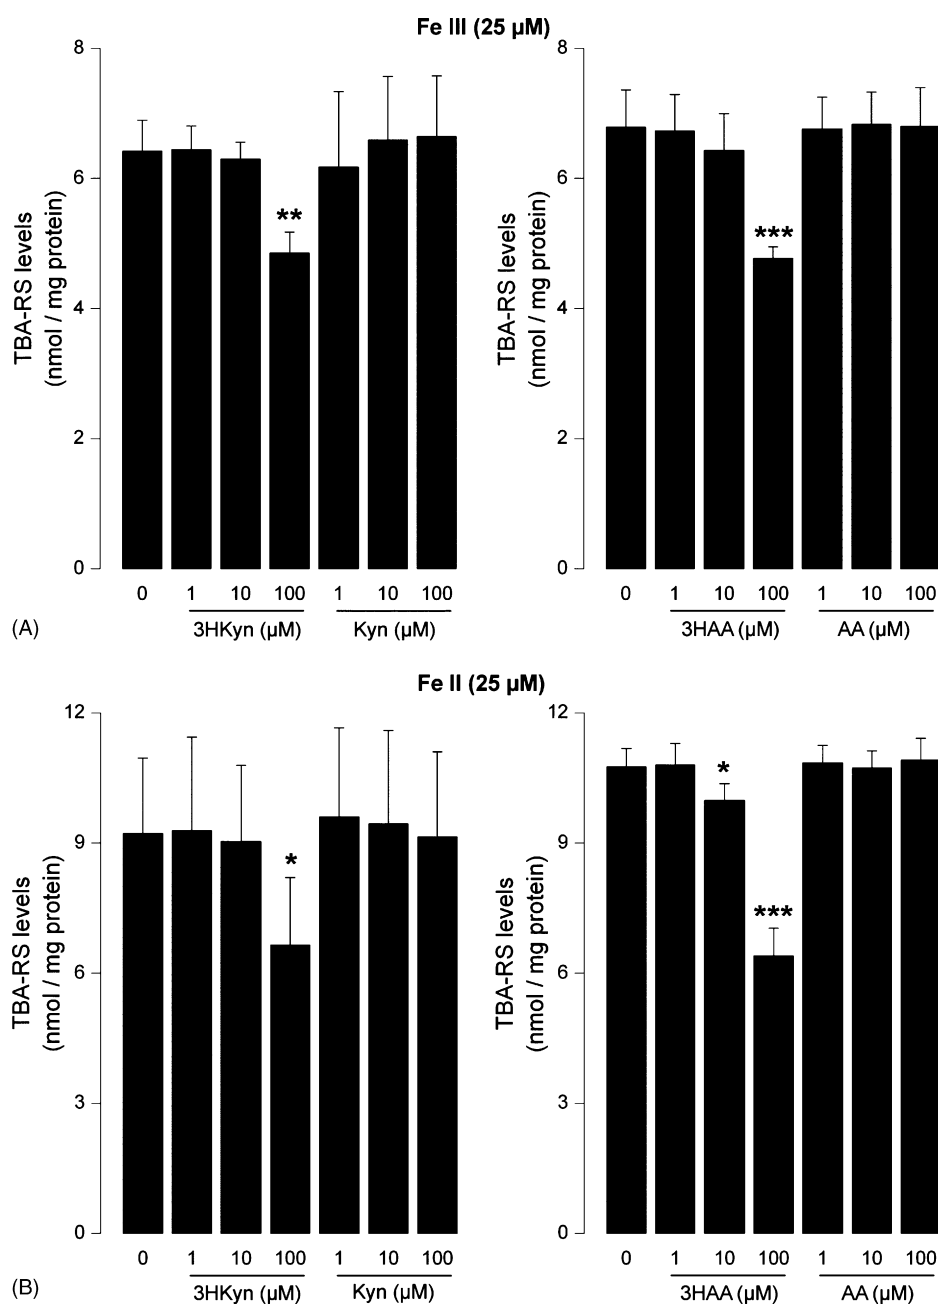 Fe III (25 µM)
8
6
4
2
0
TBA-RS levels
(nmol / mg protein)
**
0 1 10 100 1 10 100
3HKyn (µM) Kyn (µM)
8
6
4
2
0
TBA-RS levels
(nmol / mg protein)
***
0 1 10 100 1 10 100
3HAA (µM) AA (µM)
(A)
Fe II (25 µM)
12
9
6
3
0
TBA-RS levels
(nmol / mg protein)
*
0 1 10 100 1 10 100
3HKyn (µM) Kyn (µM)
12
9
6
3
0
TBA-RS levels
(nmol / mg protein)
*
***
0 1 10 100 1 10 100
3HAA (µM) AA (µM)
(B)